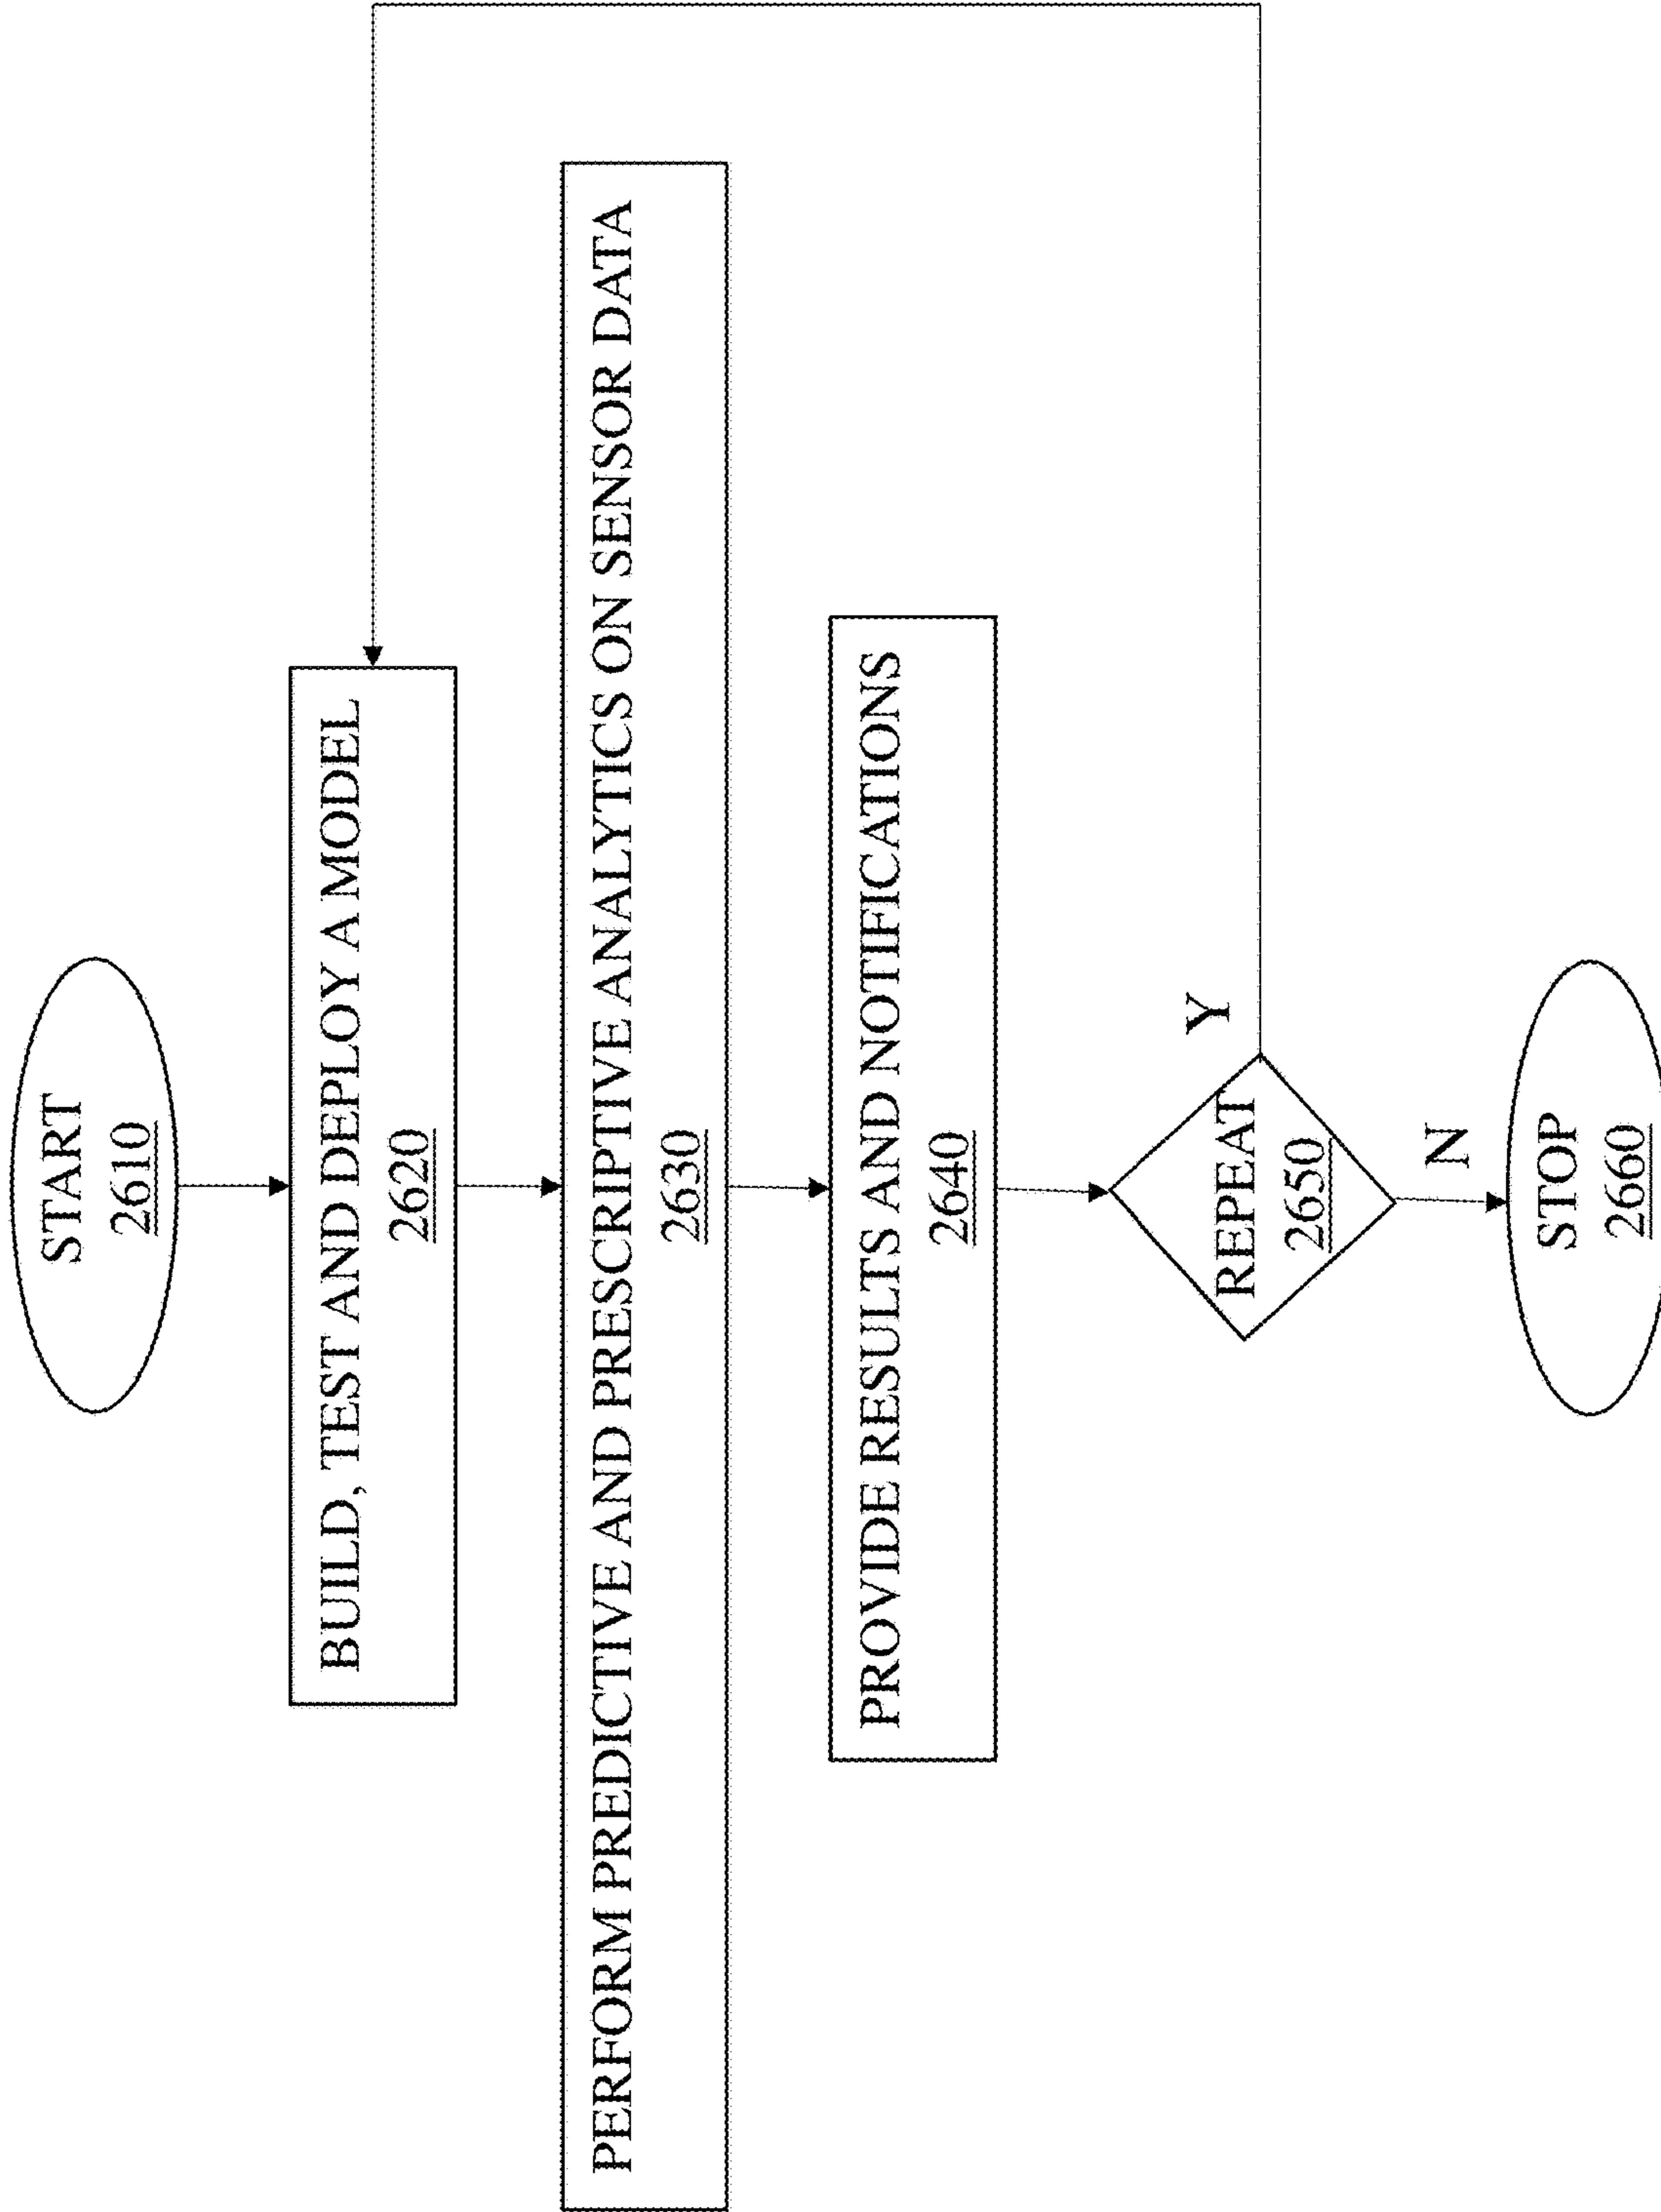 START
2610
BUILD, TEST AND DEPLOY A MODEL
2620
PERFORM PREDICTIVE AND PRESCRIPTIVE ANALYTICS ON SENSOR DATA
2630
PROVIDE RESULTS AND NOTIFICATIONS
2640
REPEAT
2650
Y
N
STOP
2660